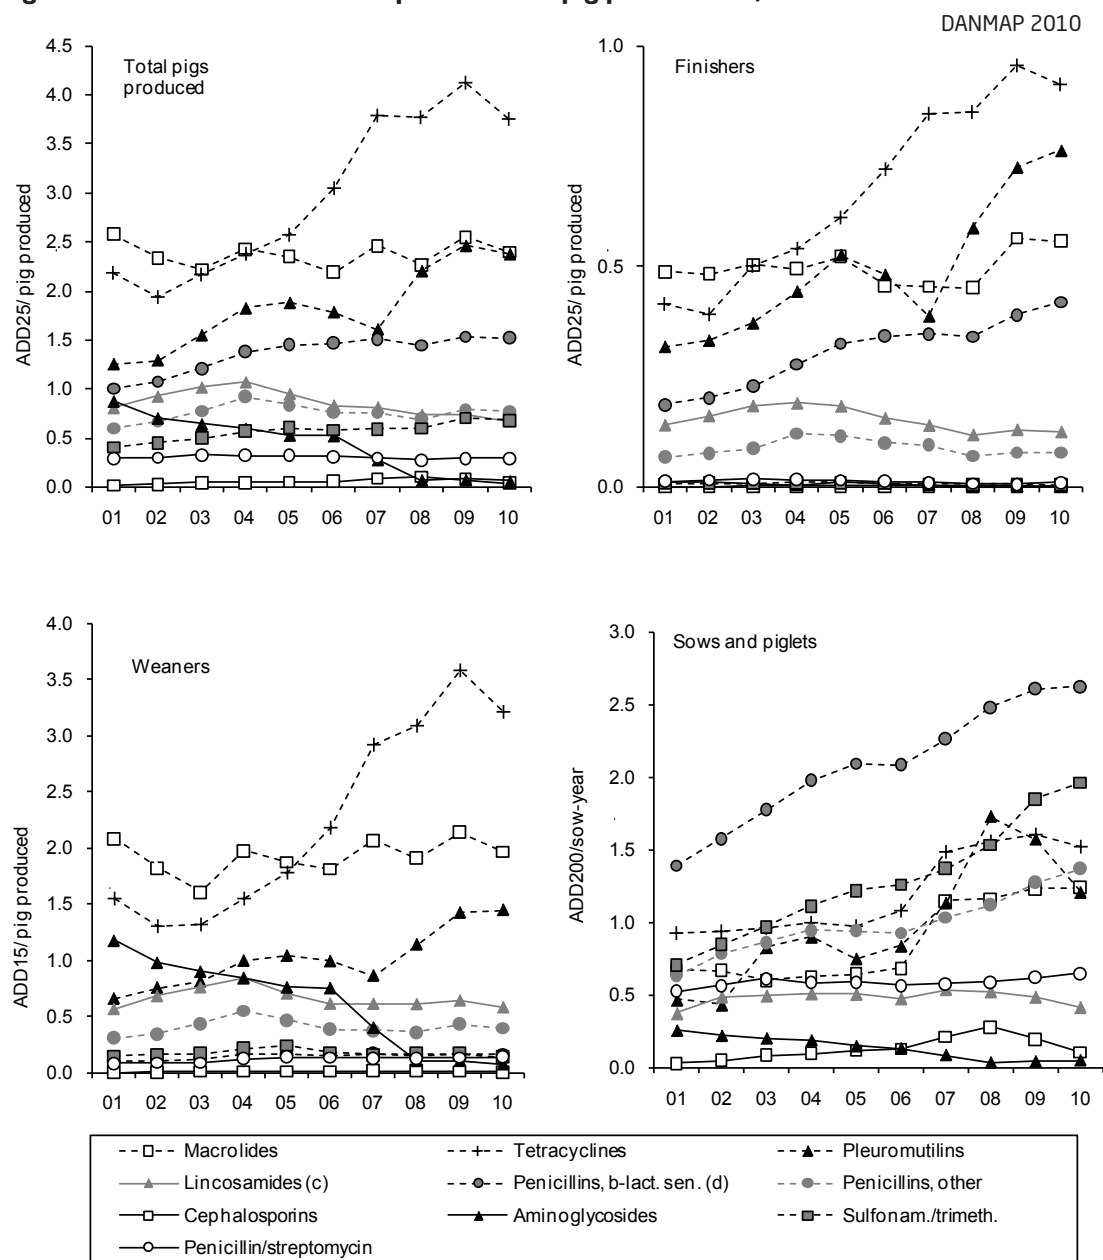 DANMAP 2010
Total pigs
produced
ADD25/ pig produced
4.5
4.0
3.5
3.0
2.5
2.0
1.5
1.0
0.5
0.0
01 02 03 04 05 06 07 08 09 10
Finishers
ADD25/ pig produced
1.0
0.5
0.0
01 02 03 04 05 06 07 08 09 10
Weaners
ADD15/ pig produced
4.0
3.5
3.0
2.5
2.0
1.5
1.0
0.5
0.0
01 02 03 04 05 06 07 08 09 10
Sows and piglets
ADD200/sow-year
3.0
2.5
2.0
1.5
1.0
0.5
0.0
01 02 03 04 05 06 07 08 09 10
Macrolides
Tetracyclines
Pleuromutilins
Lincosamides (c)
Penicillins, b-lact. sen. (d)
Penicillins, other
Cephalosporins
Aminoglycosides
Sulfonam./trimeth.
Penicillin/streptomycin